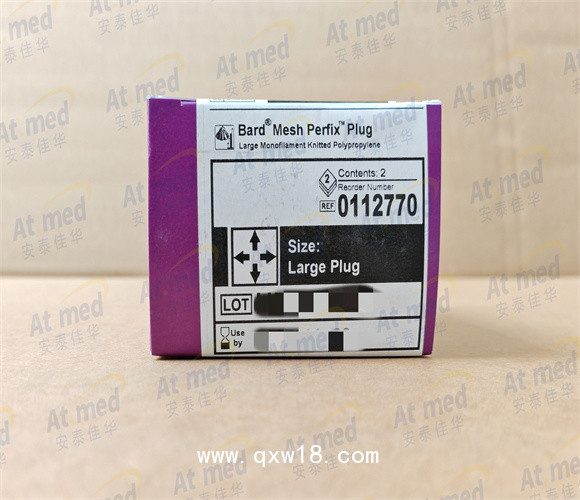 Bard® Mesh Perfix™ Plug
Large Monofilament Knitted Polypropylene
2 Contents: 2
Reorder Number
REF 0112770
Size:
Large Plug
LOT
Use
by
At med
安泰佳华
www.qxw18.com